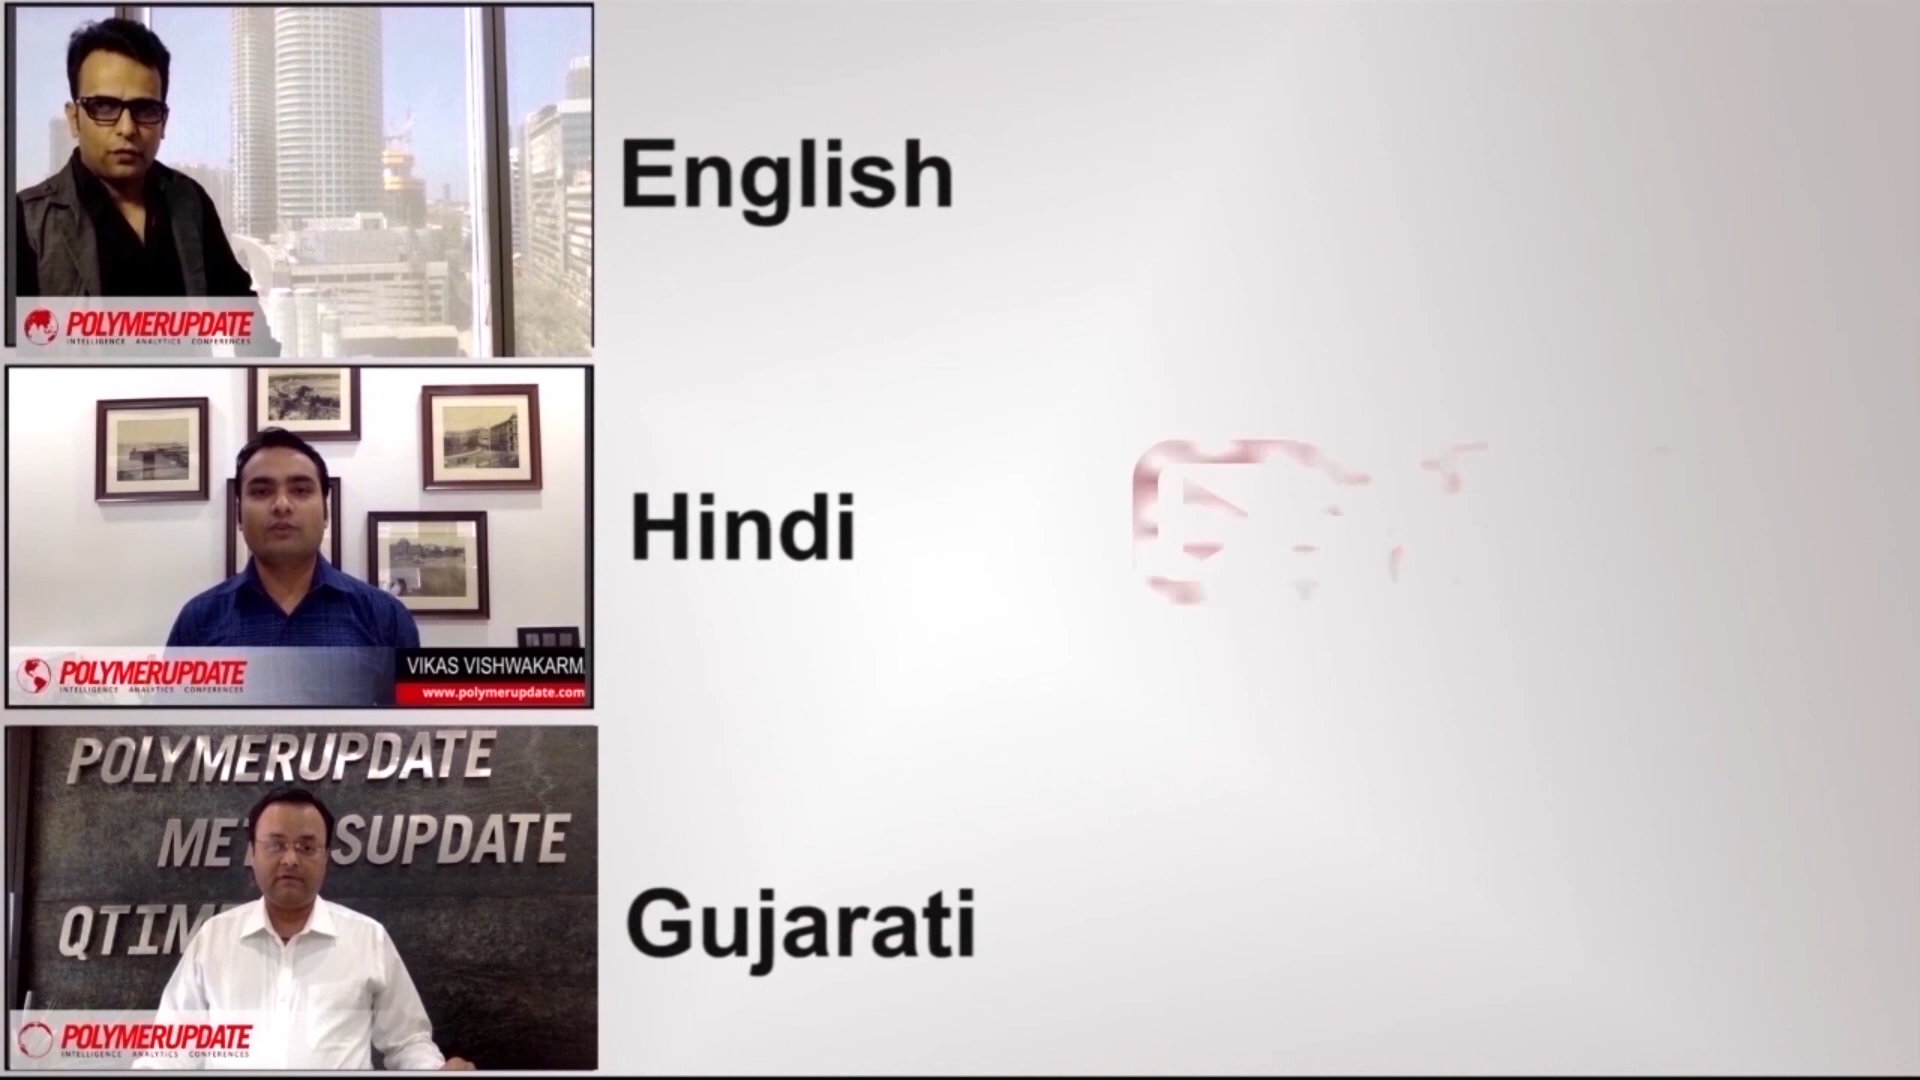 POLYMERUPDATE
INTELLIGENCE ANALYTICS CONFERENCES
English
POLYMERUPDATE
INTELLIGENCE ANALYTICS CONFERENCES
VIKAS VISHWAKARM
www.polymerupdate.com
Hindi
POLYMERUPDATE
SUPDATE
POLYMERUPDATE
INTELLIGENCE ANALYTICS CONFERENCES
Gujarati